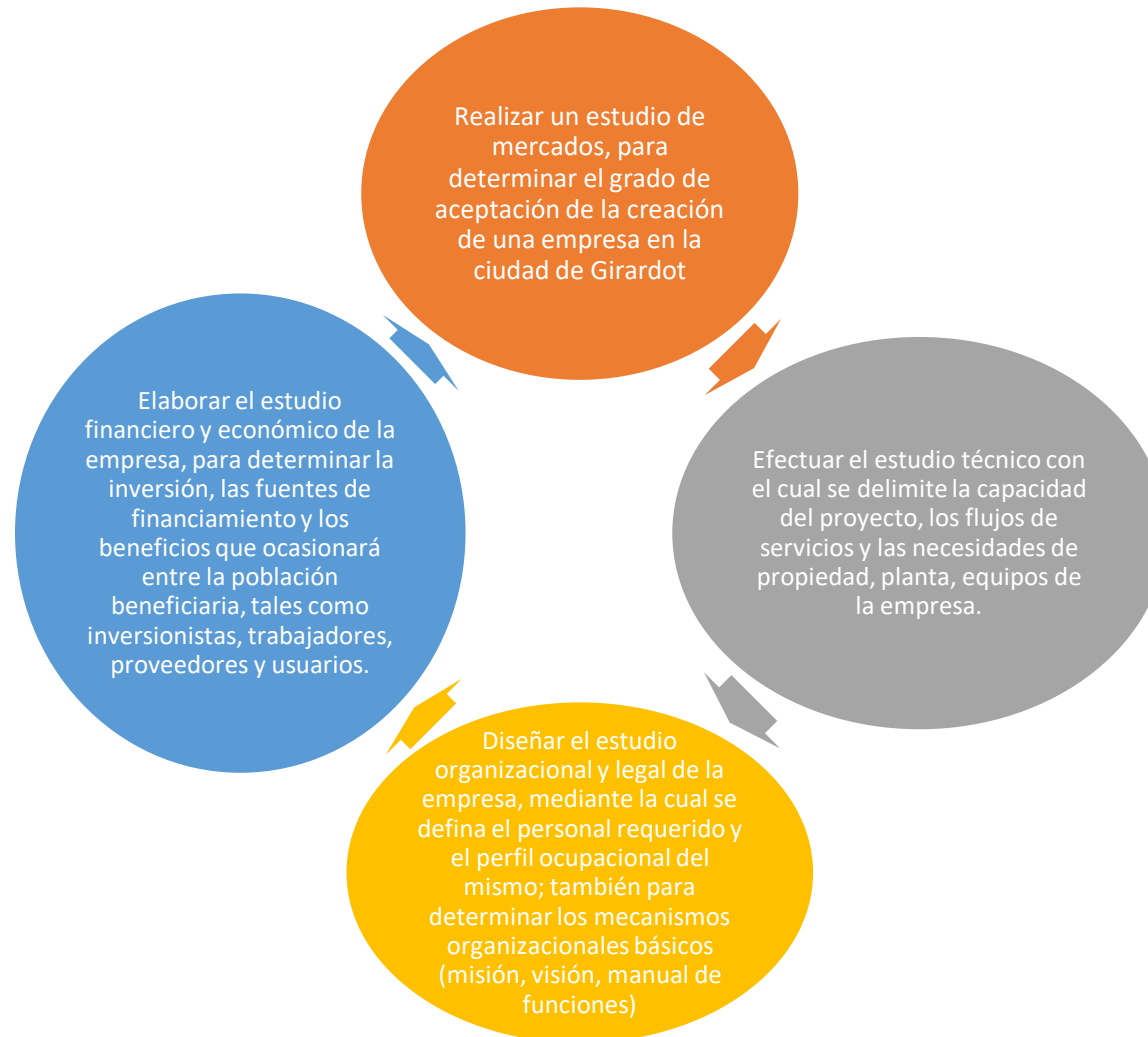 Realizar un estudio de
mercados, para
determinar el grado de
aceptación de la creación
de una empresa en la
ciudad de Girardot
Efectuar el estudio técnico con
el cual se delimite la capacidad
del proyecto, los flujos de
servicios y las necesidades de
propiedad, planta, equipos de
la empresa.
Diseñar el estudio
organizacional y legal de la
empresa, mediante la cual se
defina el personal requerido y
el perfil ocupacional del
mismo; también para
determinar los mecanismos
organizacionales básicos
(misión, visión, manual de
funciones)
Elaborar el estudio
financiero y económico de la
empresa, para determinar la
inversión, las fuentes de
financiamiento y los
beneficios que ocasionará
entre la población
beneficiaria, tales como
inversionistas, trabajadores,
proveedores y usuarios.